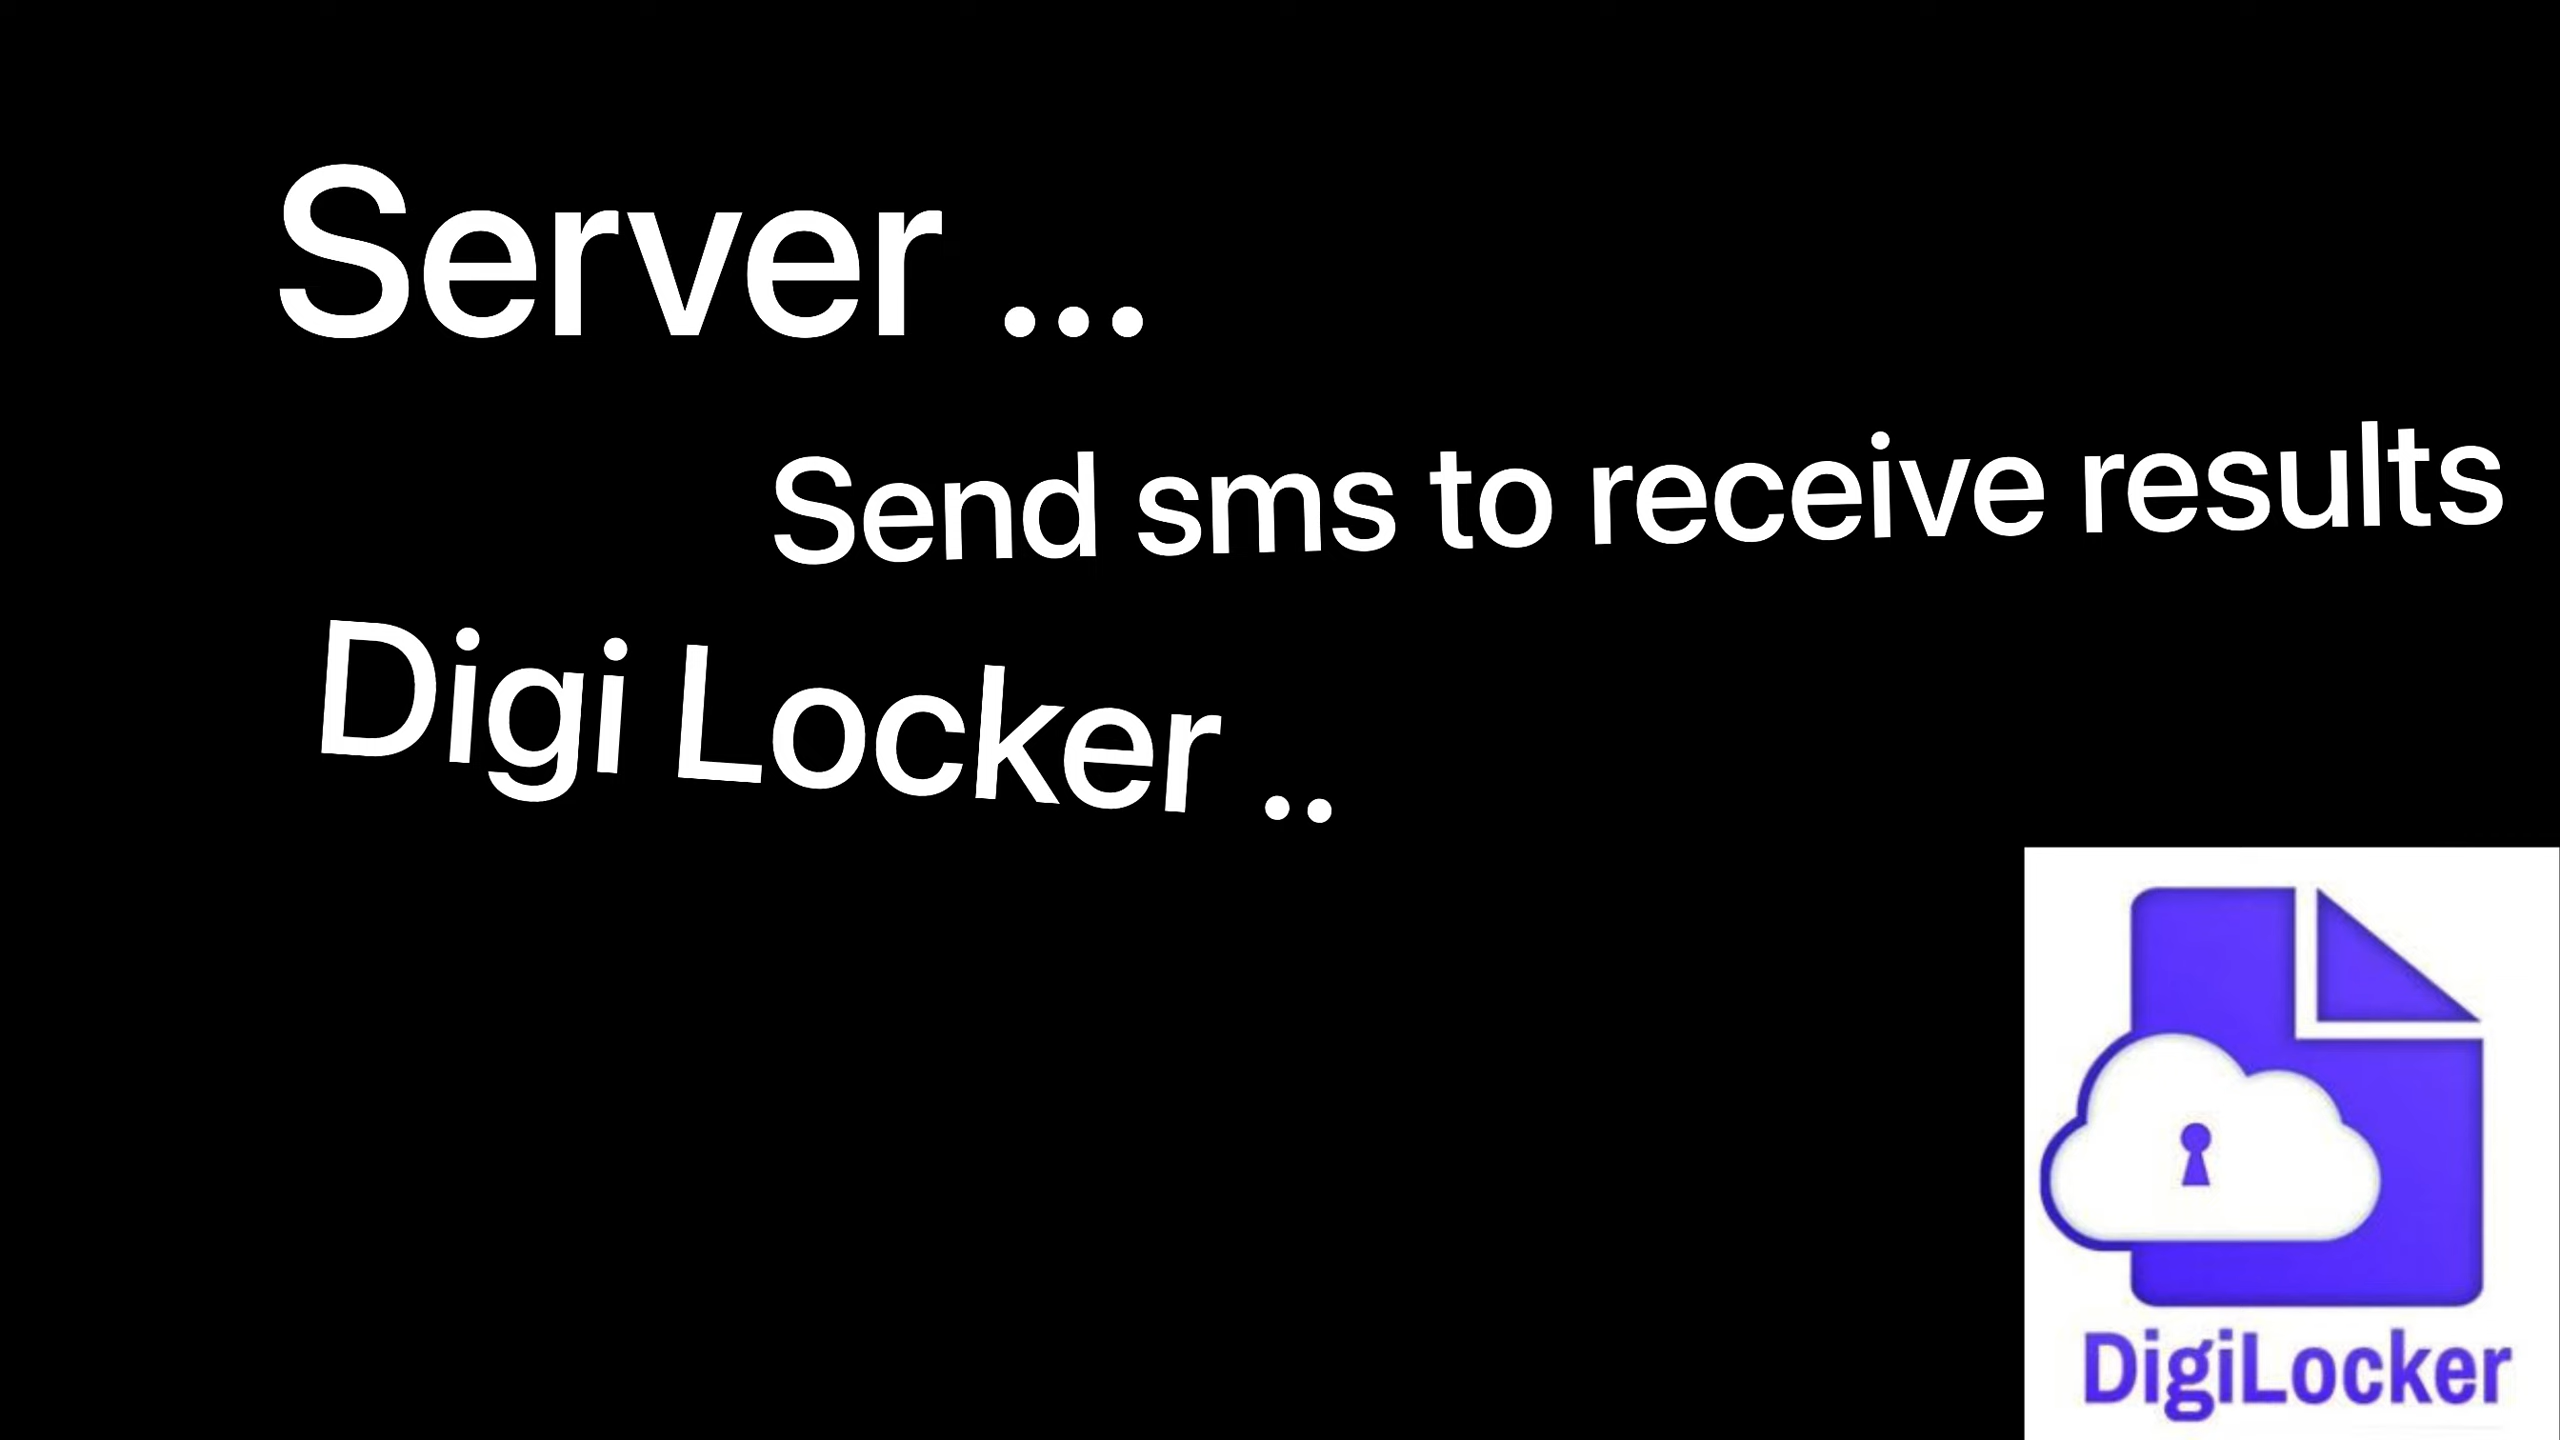 Server ...
Send sms to receive results
Digi Locker ..
DigiLocker